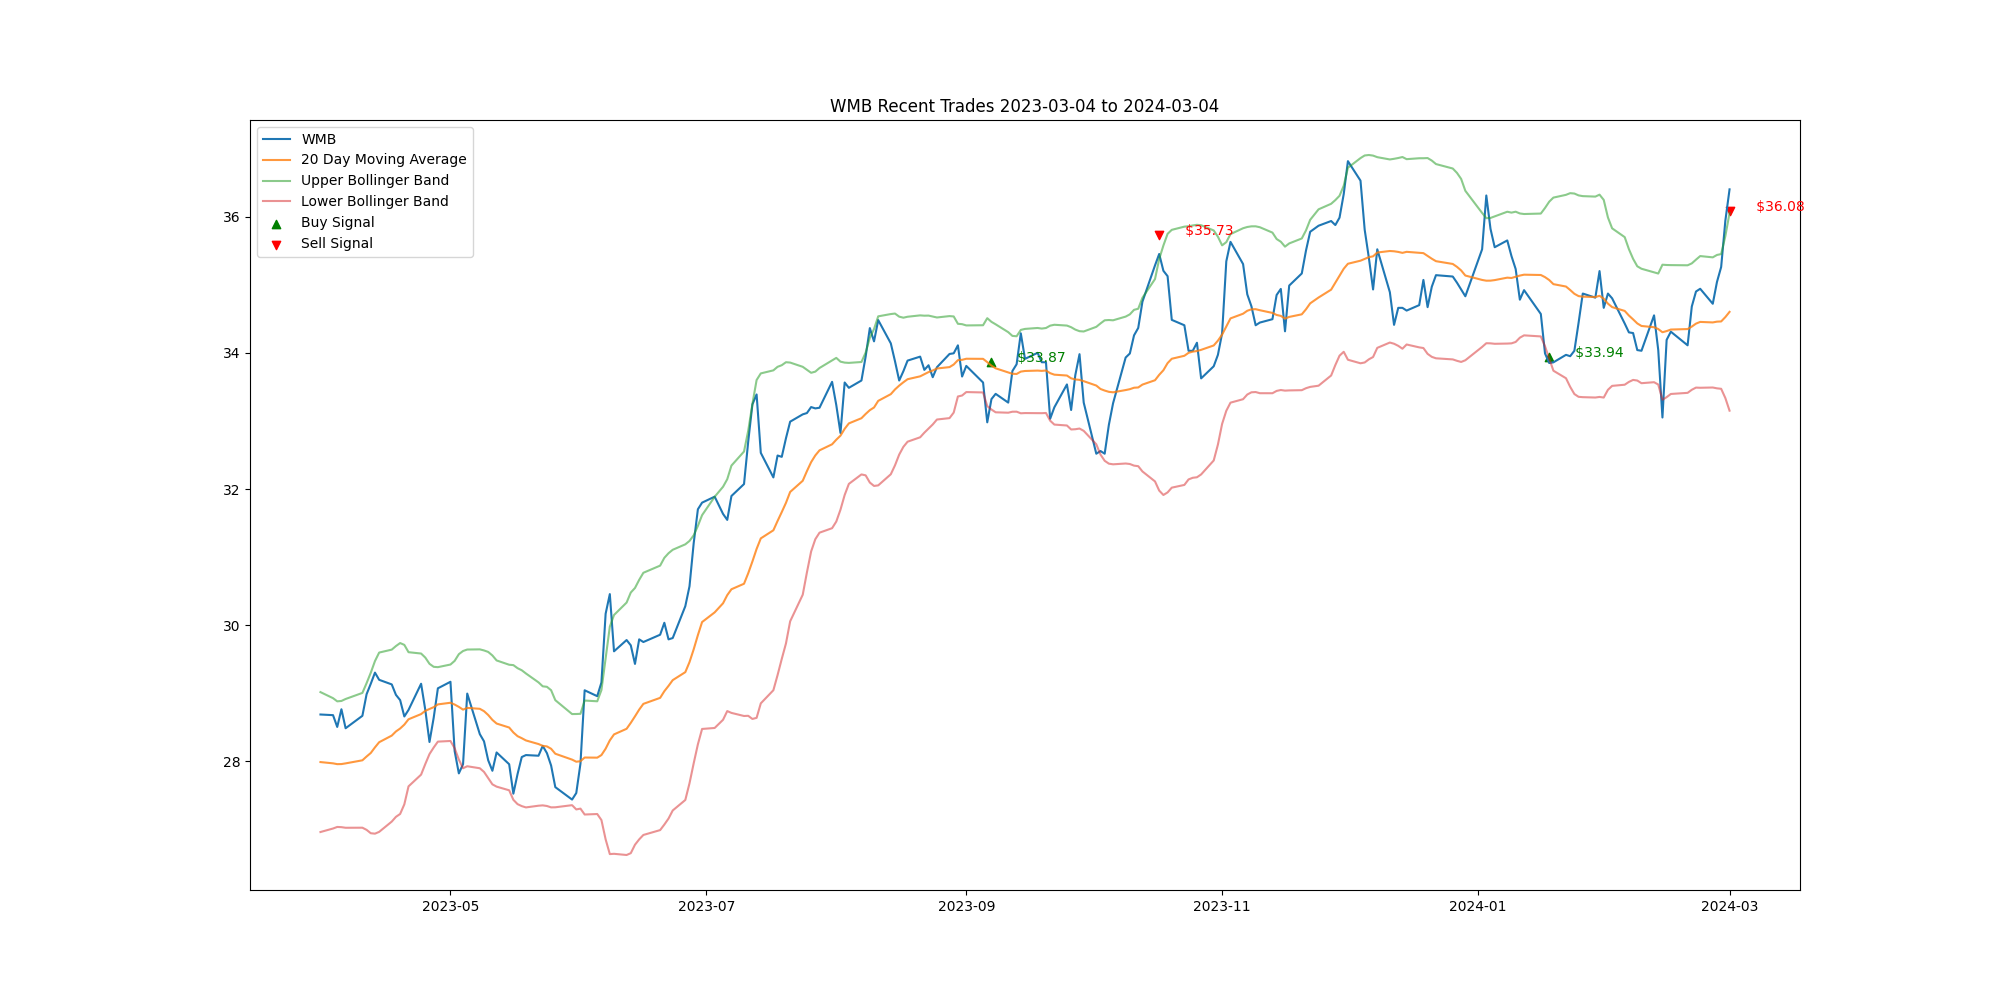 WMB Recent Trades 2023-03-04 to 2024-03-04
WMB
20 Day Moving Average
Upper Bollinger Band
Lower Bollinger Band
Buy Signal
Sell Signal
36
34
32
30
28
$33.87
$35.73
$33.94
$36.08
2023-05
2023-07
2023-09
2023-11
2024-01
2024-03